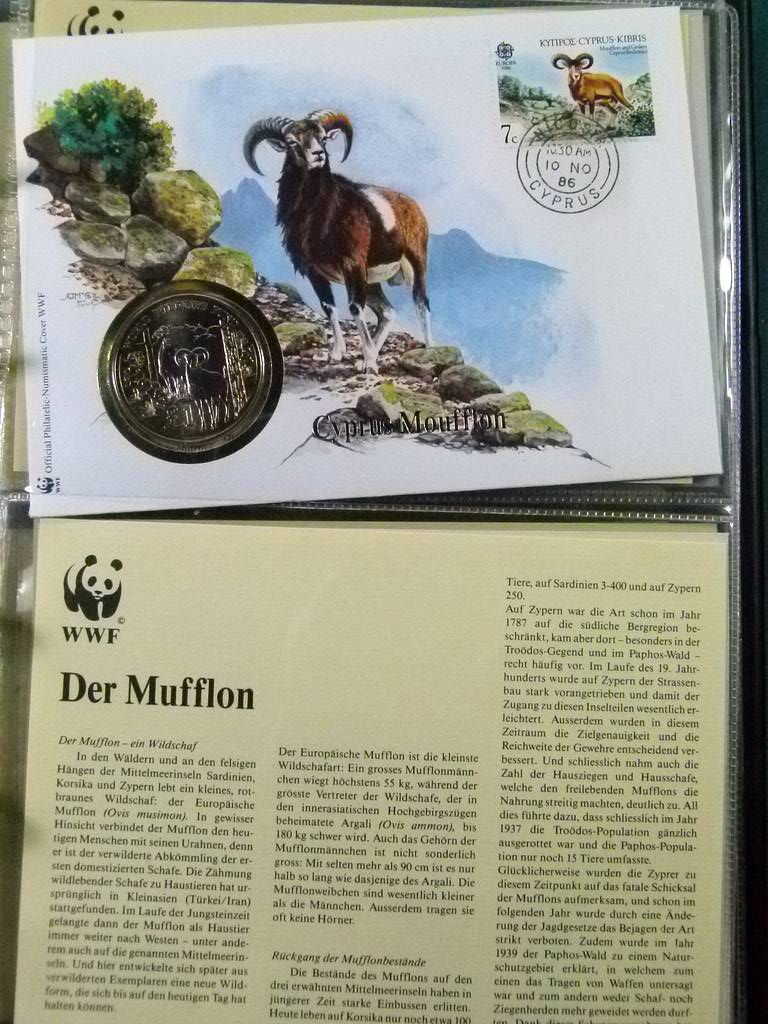 ΚΥΠΡΟΣ·CYPRUS·KIBRIS
EUROPA
1986
7c
10.30 AM
10 NO
86
CYPRUS
Cyprus Moufflon
Official Philatelic-Numismatic Cover WWF
WWF
Der Mufflon
Der Mufflon – ein Wildschaf
In den Wäldern und an den felsigen
Hängen der Mittelmeerinseln Sardinien,
Korsika und Zypern lebt ein kleines, rot-
braunes Wildschaf: der Europäische
Mufflon (Ovis musimon). In gewisser
Hinsicht verbindet der Mufflon den heu-
tigen Menschen mit seinen Urahnen, denn
er ist der verwilderte Abkömmling der er-
sten domestizierten Schafe. Die Zähmung
wildlebender Schafe zu Haustieren hat ur-
sprünglich in Kleinasien (Türkei/Iran)
stattgefunden. Im Laufe der Jungsteinzeit
gelangte dann der Mufflon als Haustier
immer weiter nach Westen – unter ande-
rem auch auf die genannten Mittelmeerin-
seln. Und hier entwickelte sich später aus
verwilderten Exemplaren eine neue Wild-
form, die sich bis auf den heutigen Tag hat
halten können.
Der Europäische Mufflon ist die kleinste
Wildschafart: Ein grosses Mufflonmänn-
chen wiegt höchstens 55 kg, während der
grösste Vertreter der Wildschafe, der in
den innerasiatischen Hochgebirgszügen
beheimatete Argali (Ovis ammon), bis
180 kg schwer wird. Auch das Gehörn der
Mufflonmännchen ist nicht sonderlich
gross: Mit selten mehr als 90 cm ist es nur
halb so lang wie dasjenige des Argali. Die
Mufflonweibchen sind wesentlich kleiner
als die Männchen. Ausserdem tragen sie
oft keine Hörner.
Rückgang der Mufflonbestände
Die Bestände des Mufflons auf den
drei erwähnten Mittelmeerinseln haben in
jüngerer Zeit starke Einbussen erlitten.
Heute leben auf Korsika nur noch etwa 100
Tiere, auf Sardinien 3-400 und auf Zypern
250.
Auf Zypern war die Art schon im Jahr
1787 auf die südliche Bergregion be-
schränkt, kam aber dort – besonders in der
Troödos-Gegend und im Paphos-Wald –
recht häufig vor. Im Laufe des 19. Jahr-
hunderts wurde auf Zypern der Strassen-
bau stark vorangetrieben und damit der
Zugang zu diesen Inselteilen wesentlich er-
leichtert. Ausserdem wurden in diesem
Zeitraum die Zielgenauigkeit und die
Reichweite der Gewehre entscheidend ver-
bessert. Und schliesslich nahm auch die
Zahl der Hausziegen und Hausschafe,
welche den freilebenden Mufflons die
Nahrung streitig machten, deutlich zu. All
dies führte dazu, dass schliesslich im Jahr
1937 die Troödos-Population gänzlich
ausgerottet war und die Paphos-Popula-
tion nur noch 15 Tiere umfasste.
Glücklicherweise wurden die Zyprer zu
diesem Zeitpunkt auf das fatale Schicksal
der Mufflons aufmerksam, und schon im
folgenden Jahr wurde durch eine Ände-
rung der Jagdgesetze das Bejagen der Art
strikt verboten. Zudem wurde im Jahr
1939 der Paphos-Wald zu einem Natur-
schutzgebiet erklärt, in welchem zum
einen das Tragen von Waffen untersagt
war und zum andern weder Schaf- noch
Ziegenherden mehr geweidet werden durf-